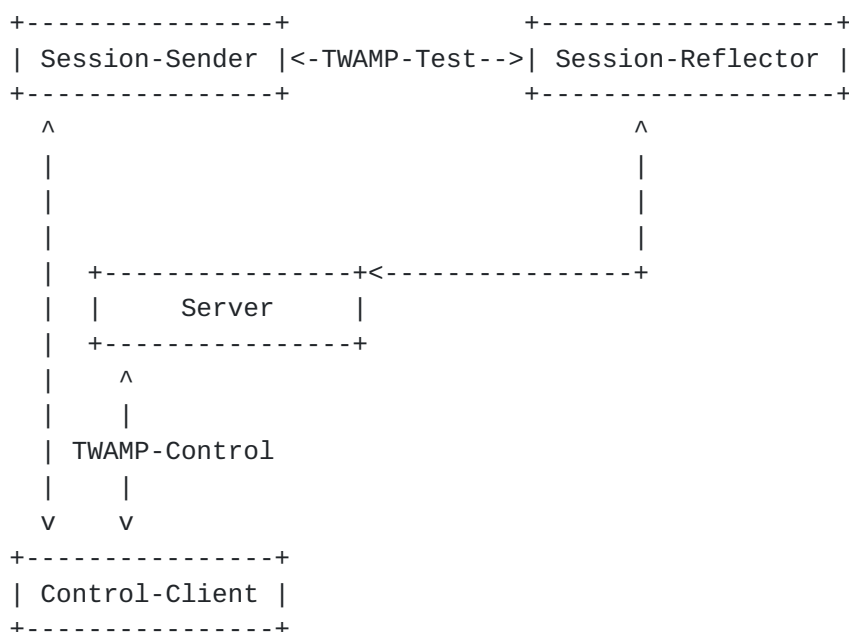 +----------------+               +-------------------+
| Session-Sender |<-TWAMP-Test-->| Session-Reflector |
+----------------+               +-------------------+
  ^                                     ^
  |                                     |
  |                                     |
  |                                     |
  |  +----------------+<----------------+
  |  |     Server     |
  |  +----------------+
  |    ^
  |    |
  | TWAMP-Control
  |    |
  v    v
+----------------+
| Control-Client |
+----------------+